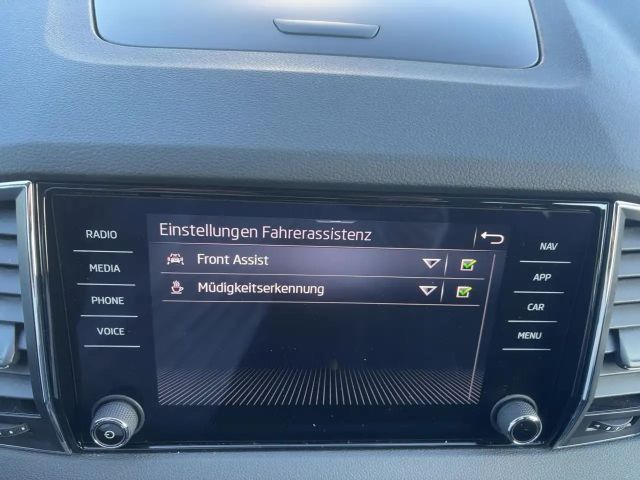 RADIO
MEDIA
PHONE
VOICE
Einstellungen Fahrerassistenz
Front Assist
Müdigkeitserkennung
NAV
APP
CAR
MENU